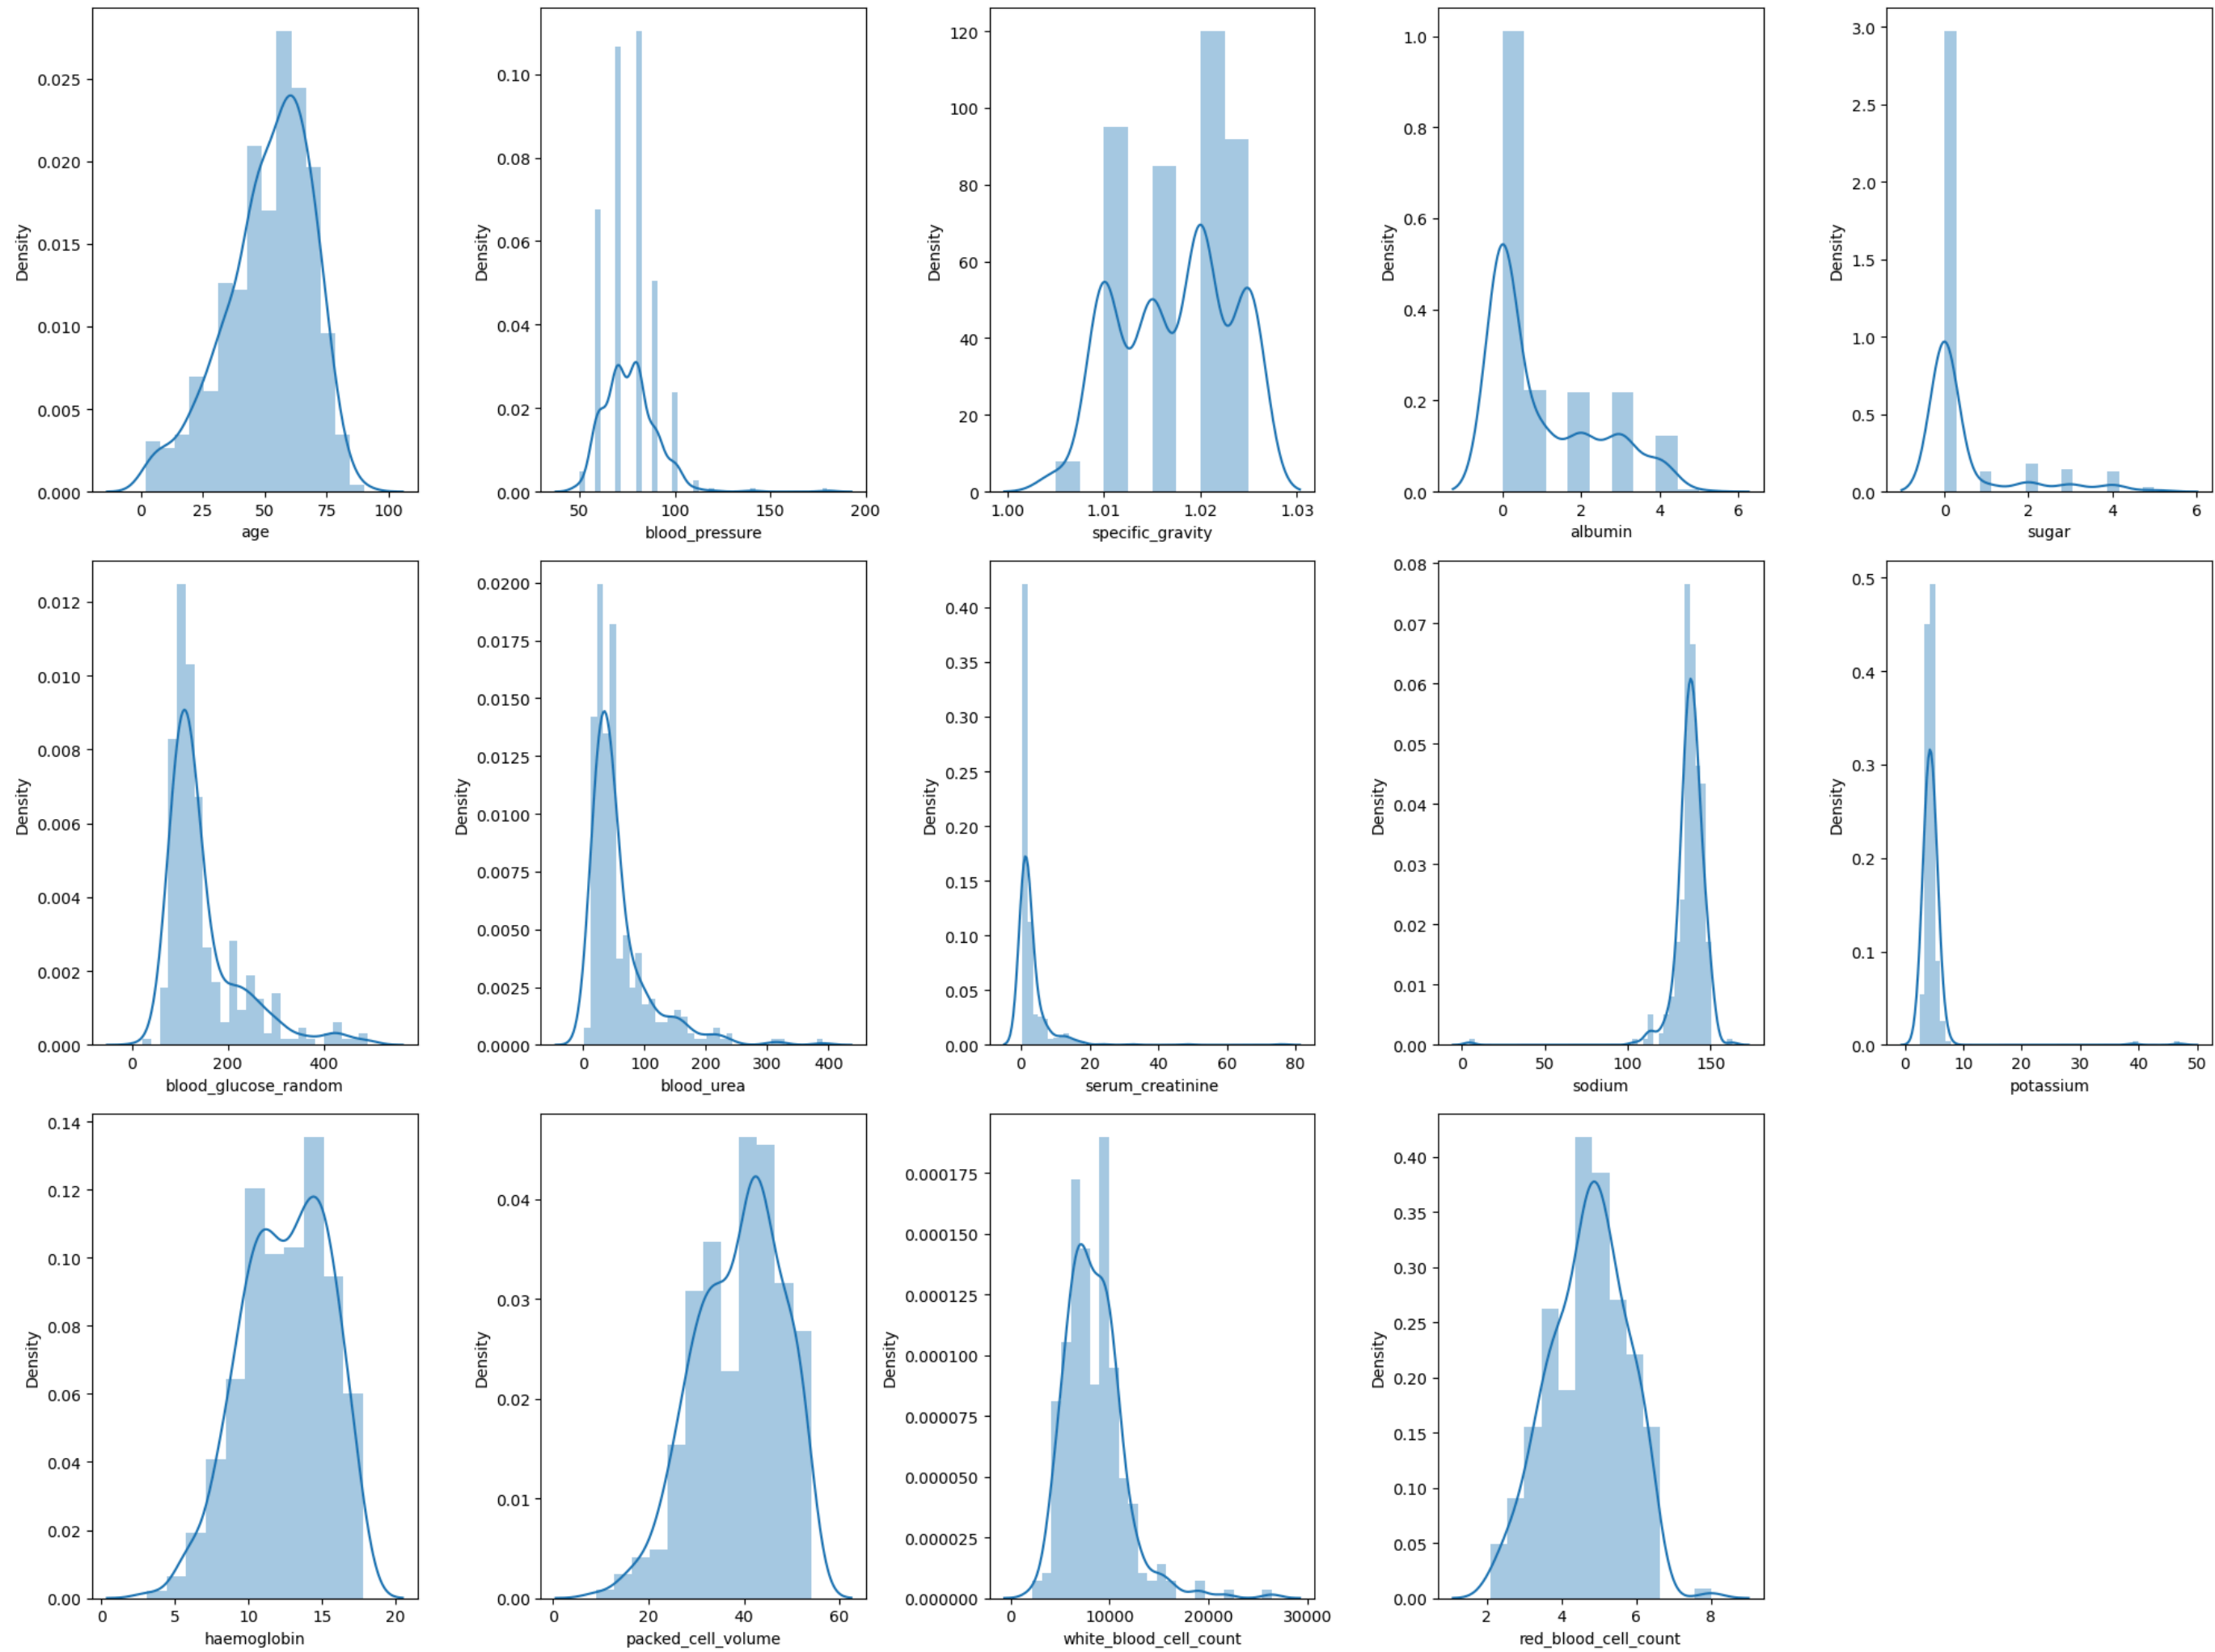 Density
0.025
0.020
0.015
0.010
0.005
0.000
0 25 50 75 100
age
Density
0.10
0.08
0.06
0.04
0.02
0.00
50 100 150 200
blood_pressure
Density
120
100
80
60
40
20
0
1.00 1.01 1.02 1.03
specific_gravity
Density
1.0
0.8
0.6
0.4
0.2
0.0
0 2 4 6
albumin
Density
3.0
2.5
2.0
1.5
1.0
0.5
0.0
0 2 4 6
sugar
Density
0.012
0.010
0.008
0.006
0.004
0.002
0.000
0 200 400
blood_glucose_random
Density
0.0200
0.0175
0.0150
0.0125
0.0100
0.0075
0.0050
0.0025
0.0000
0 100 200 300 400
blood_urea
Density
0.40
0.35
0.30
0.25
0.20
0.15
0.10
0.05
0.00
0 20 40 60 80
serum_creatinine
Density
0.08
0.07
0.06
0.05
0.04
0.03
0.02
0.01
0.00
0 50 100 150
sodium
Density
0.5
0.4
0.3
0.2
0.1
0.0
0 10 20 30 40 50
potassium
Density
0.14
0.12
0.10
0.08
0.06
0.04
0.02
0.00
0 5 10 15 20
haemoglobin
Density
0.04
0.03
0.02
0.01
0.00
0 20 40 60
packed_cell_volume
Density
0.000175
0.000150
0.000125
0.000100
0.000075
0.000050
0.000025
0.000000
0 10000 20000 30000
white_blood_cell_count
Density
0.40
0.35
0.30
0.25
0.20
0.15
0.10
0.05
0.00
2 4 6 8
red_blood_cell_count